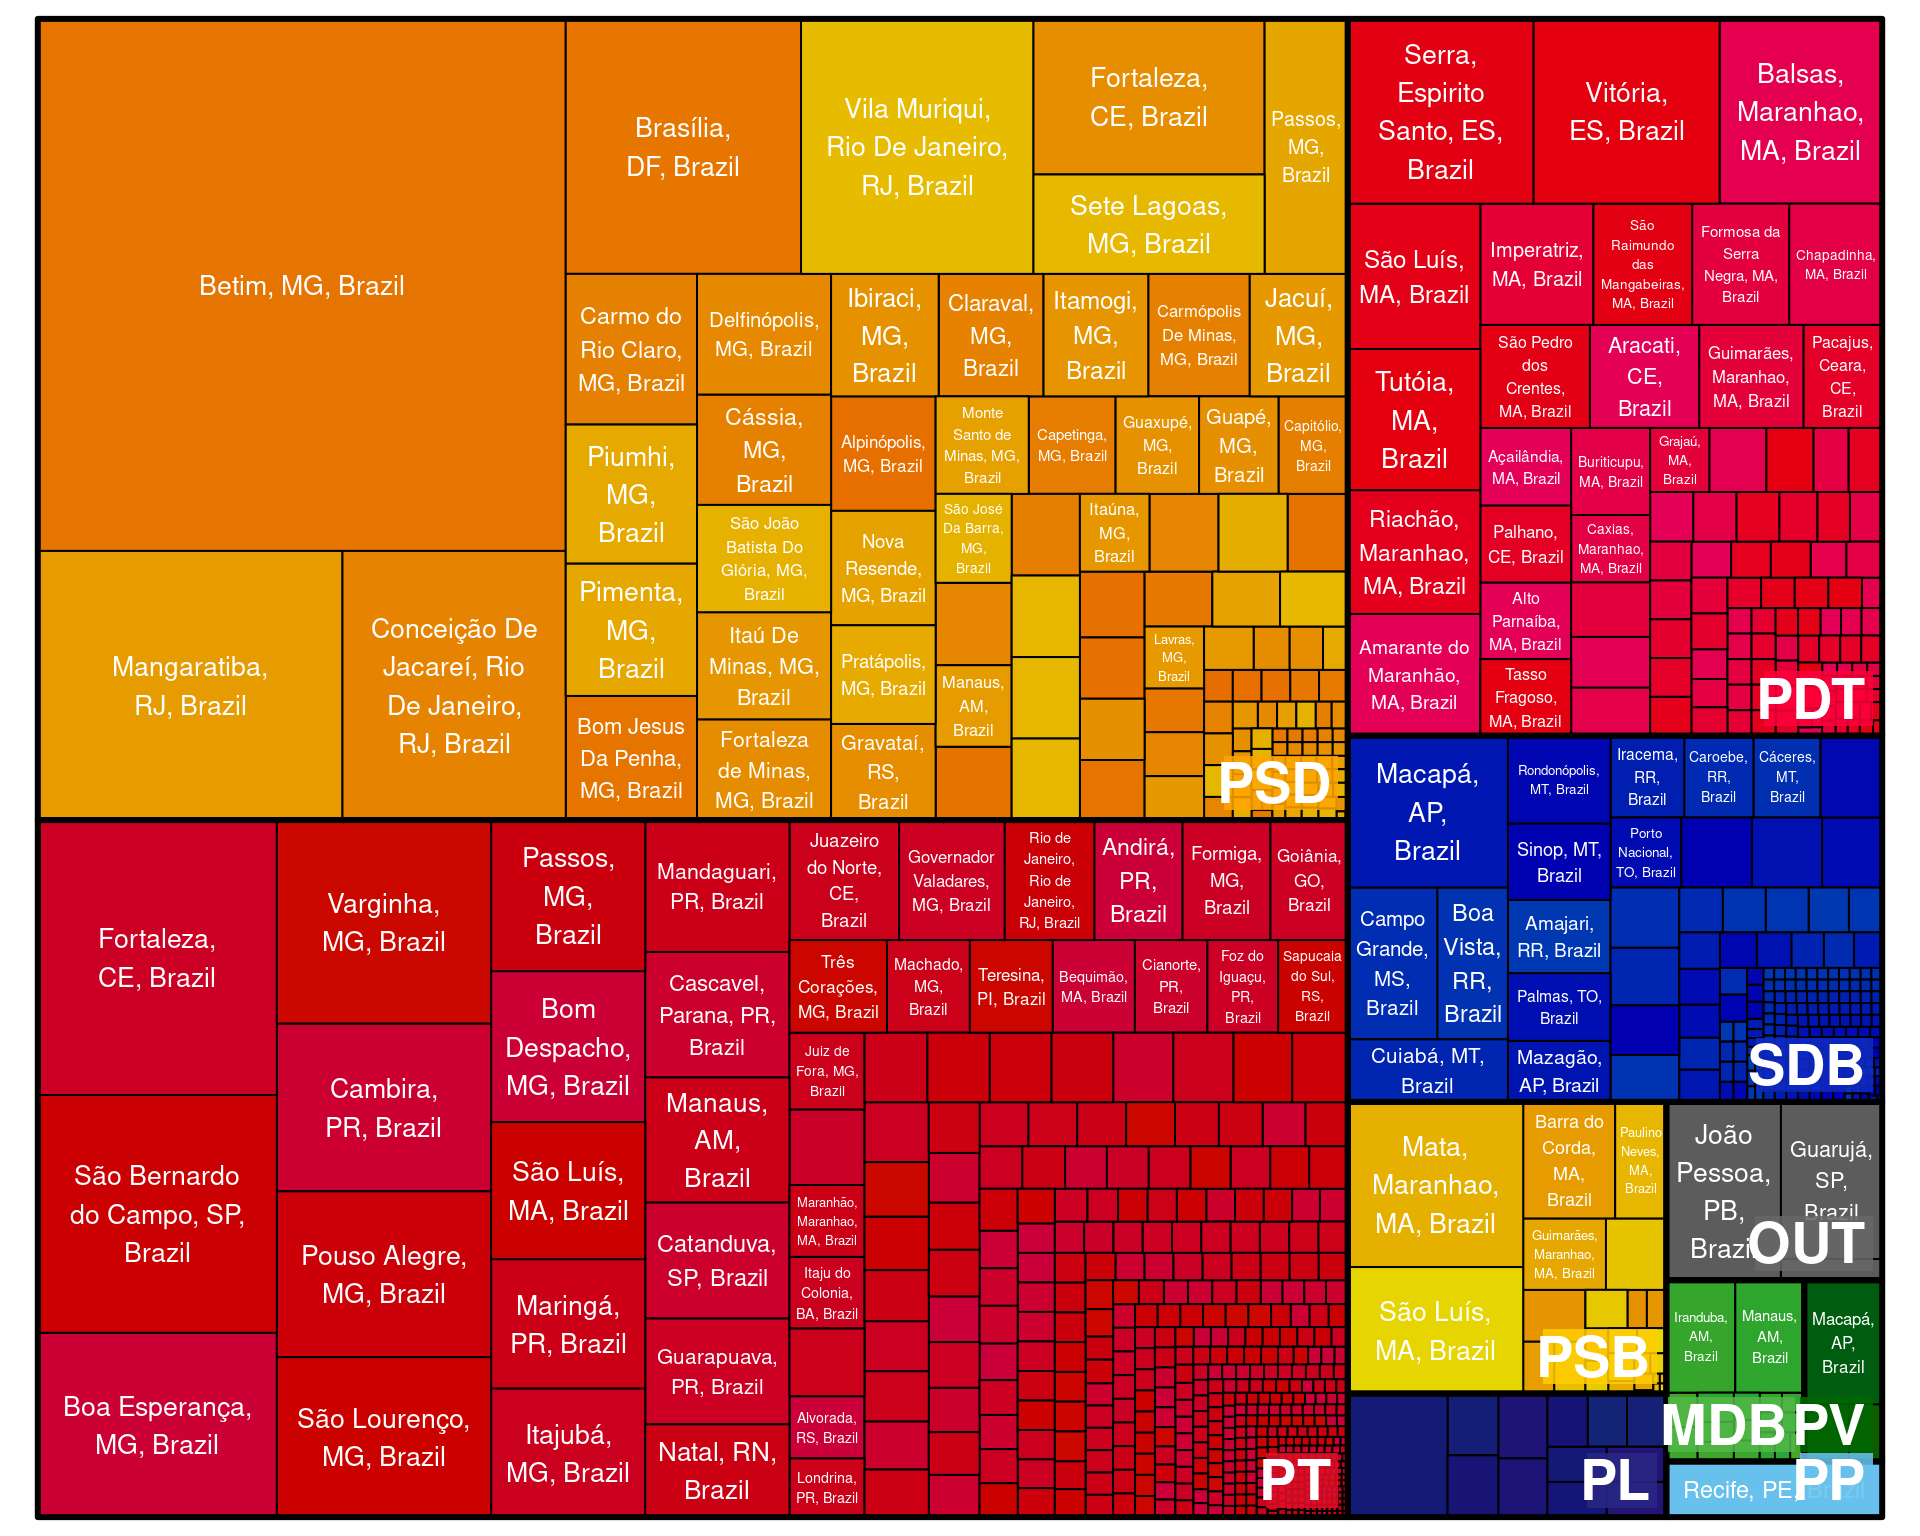 Betim, MG, Brazil
Mangaratiba,
RJ, Brazil
Conceição De
Jacareí, Rio
De Janeiro,
RJ, Brazil
Brasília,
DF, Brazil
Vila Muriqui,
Rio De Janeiro,
RJ, Brazil
Fortaleza,
CE, Brazil
Sete Lagoas,
MG, Brazil
Passos,
MG,
Brazil
Carmo do
Rio Claro,
MG, Brazil
Piumhi,
MG,
Brazil
Pimenta,
MG,
Brazil
Bom Jesus
Da Penha,
MG, Brazil
Delfinópolis,
MG, Brazil
Cássia,
MG,
Brazil
São João
Batista Do
Glória, MG,
Brazil
Itaú De
Minas, MG,
Brazil
Fortaleza
de Minas,
MG, Brazil
Ibiraci,
MG,
Brazil
Claraval,
MG,
Brazil
Itamogi,
MG,
Brazil
Carmópolis
De Minas,
MG, Brazil
Jacuí,
MG,
Brazil
Alpinópolis,
MG, Brazil
Nova
Resende,
MG, Brazil
Pratápolis,
MG, Brazil
Gravataí,
RS,
Brazil
Monte
Santo de
Minas, MG,
Brazil
Capetinga,
MG, Brazil
Guaxupé,
MG,
Brazil
Guapé,
MG,
Brazil
Capitólio,
MG,
Brazil
São José
Da Barra,
MG,
Brazil
Itaúna,
MG,
Brazil
Manaus,
AM,
Brazil
Lavras,
MG,
Brazil
PSD
Serra,
Espirito
Santo, ES,
Brazil
Vitória,
ES, Brazil
Balsas,
Maranhao,
MA, Brazil
São Luís,
MA, Brazil
Tutóia,
MA,
Brazil
Riachão,
Maranhao,
MA, Brazil
Amarante do
Maranhão,
MA, Brazil
Imperatriz,
MA, Brazil
São
Raimundo
das
Mangabeiras,
MA, Brazil
Formosa da
Serra
Negra, MA,
Brazil
Chapadinha,
MA, Brazil
São Pedro
dos
Crentes,
MA, Brazil
Aracati,
CE,
Brazil
Guimarães,
Maranhao,
MA, Brazil
Pacajus,
Ceara,
CE,
Brazil
Açailândia,
MA, Brazil
Buriticupu,
MA, Brazil
Grajaú,
MA,
Brazil
Palhano,
CE, Brazil
Caxias,
Maranhao,
MA, Brazil
Alto
Parnaíba,
MA, Brazil
Tasso
Fragoso,
MA, Brazil
PDT
Macapá,
AP,
Brazil
Campo
Grande,
MS,
Brazil
Boa
Vista,
RR,
Brazil
Cuiabá, MT,
Brazil
Rondonópolis,
MT, Brazil
Sinop, MT,
Brazil
Amajari,
RR, Brazil
Palmas, TO,
Brazil
Mazagão,
AP, Brazil
Iracema,
RR,
Brazil
Caroebe,
RR,
Brazil
Cáceres,
MT,
Brazil
Porto
Nacional,
TO, Brazil
SDB
Fortaleza,
CE, Brazil
São Bernardo
do Campo, SP,
Brazil
Boa Esperança,
MG, Brazil
Varginha,
MG, Brazil
Cambira,
PR, Brazil
Pouso Alegre,
MG, Brazil
São Lourenço,
MG, Brazil
Passos,
MG,
Brazil
Bom
Despacho,
MG, Brazil
São Luís,
MA, Brazil
Maringá,
PR, Brazil
Itajubá,
MG, Brazil
Mandaguari,
PR, Brazil
Cascavel,
Parana, PR,
Brazil
Manaus,
AM,
Brazil
Catanduva,
SP, Brazil
Guarapuava,
PR, Brazil
Natal, RN,
Brazil
Juazeiro
do Norte,
CE,
Brazil
Governador
Valadares,
MG, Brazil
Rio de
Janeiro,
Rio de
Janeiro,
RJ, Brazil
Andirá,
PR,
Brazil
Formiga,
MG,
Brazil
Goiânia,
GO,
Brazil
Três
Corações,
MG, Brazil
Machado,
MG,
Brazil
Teresina,
PI, Brazil
Bequimão,
MA, Brazil
Cianorte,
PR,
Brazil
Foz do
Iguaçu,
PR,
Brazil
Sapucaia
do Sul,
RS,
Brazil
Juiz de
Fora, MG,
Brazil
Maranhão,
Maranhao,
MA, Brazil
Itaju do
Colonia,
BA, Brazil
Alvorada,
RS, Brazil
Londrina,
PR, Brazil
PT
Mata,
Maranhao,
MA, Brazil
São Luís,
MA, Brazil
Barra do
Corda,
MA,
Brazil
Paulino
Neves,
MA,
Brazil
Guimarães,
Maranhao,
MA, Brazil
PSB
João
Pessoa,
PB,
Brazil
Guarujá,
SP,
Brazil
OUT
Iranduba,
AM,
Brazil
Manaus,
AM,
Brazil
MDB
Macapá,
AP,
Brazil
PV
PL
Recife, PE, Brazil
PP